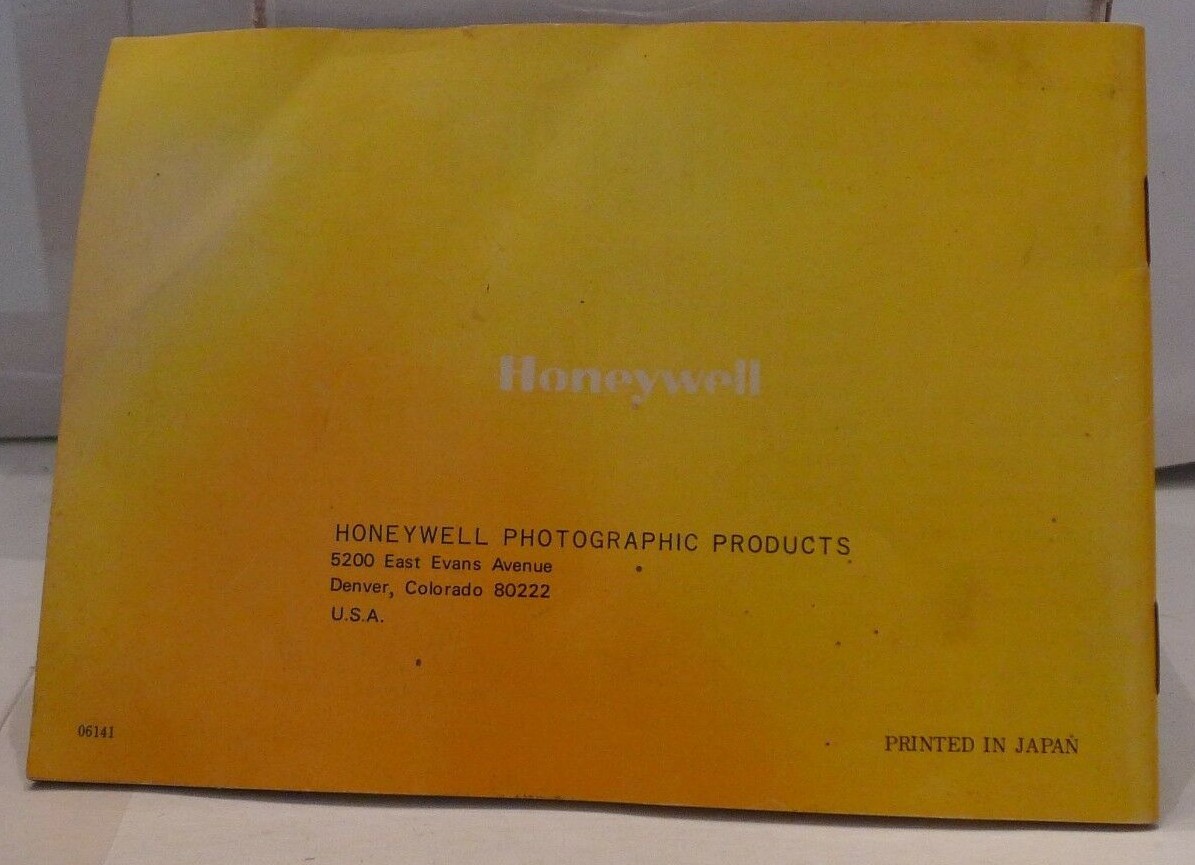 Honeywell
HONEYWELL PHOTOGRAPHIC PRODUCTS
5200 East Evans Avenue
Denver, Colorado 80222
U.S.A.
06141
PRINTED IN JAPAN